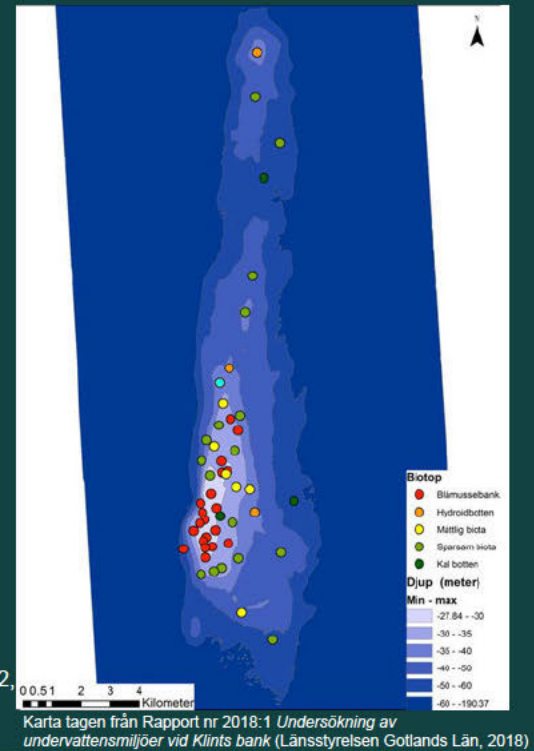 N
Biotop
Blåmussebank
Hydroidbotten
Måttlig biota
Sparsam biota
Kal botten
Djup (meter)
Min - max
-27.84 - -30
-30 - -35
-35 - -40
-40 - -50
-50 - -60
-60 - -190.37
2,
0 0.5 1 2 3 4
Kilometer
Karta tagen från Rapport nr 2018:1 Undersökning av
undervattensmiljöer vid Klints bank (Länsstyrelsen Gotlands Län, 2018)